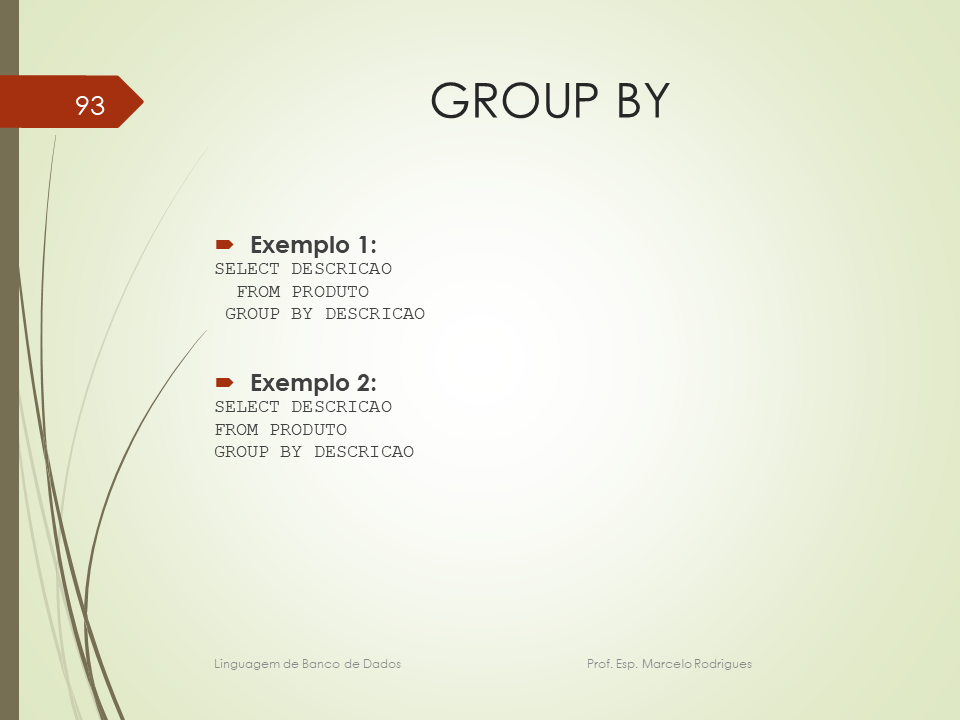 93
GROUP BY
Exemplo 1:
SELECT DESCRICAO
  FROM PRODUTO
 GROUP BY DESCRICAO
Exemplo 2:
SELECT DESCRICAO
FROM PRODUTO
GROUP BY DESCRICAO
Linguagem de Banco de Dados
Prof. Esp. Marcelo Rodrigues